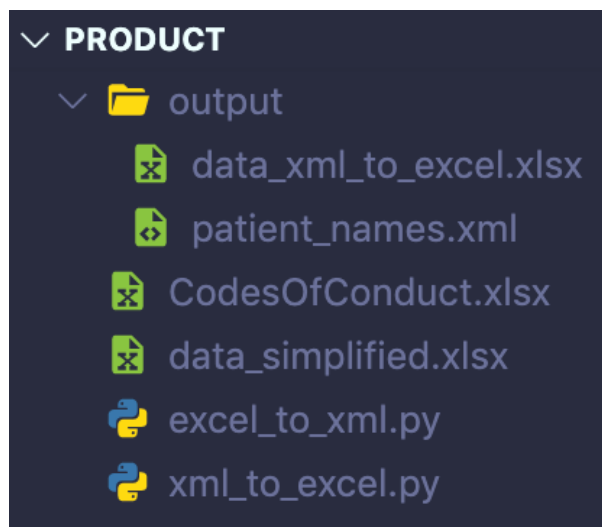 PRODUCT
output
data_xml_to_excel.xlsx
patient_names.xml
CodesOfConduct.xlsx
data_simplified.xlsx
excel_to_xml.py
xml_to_excel.py